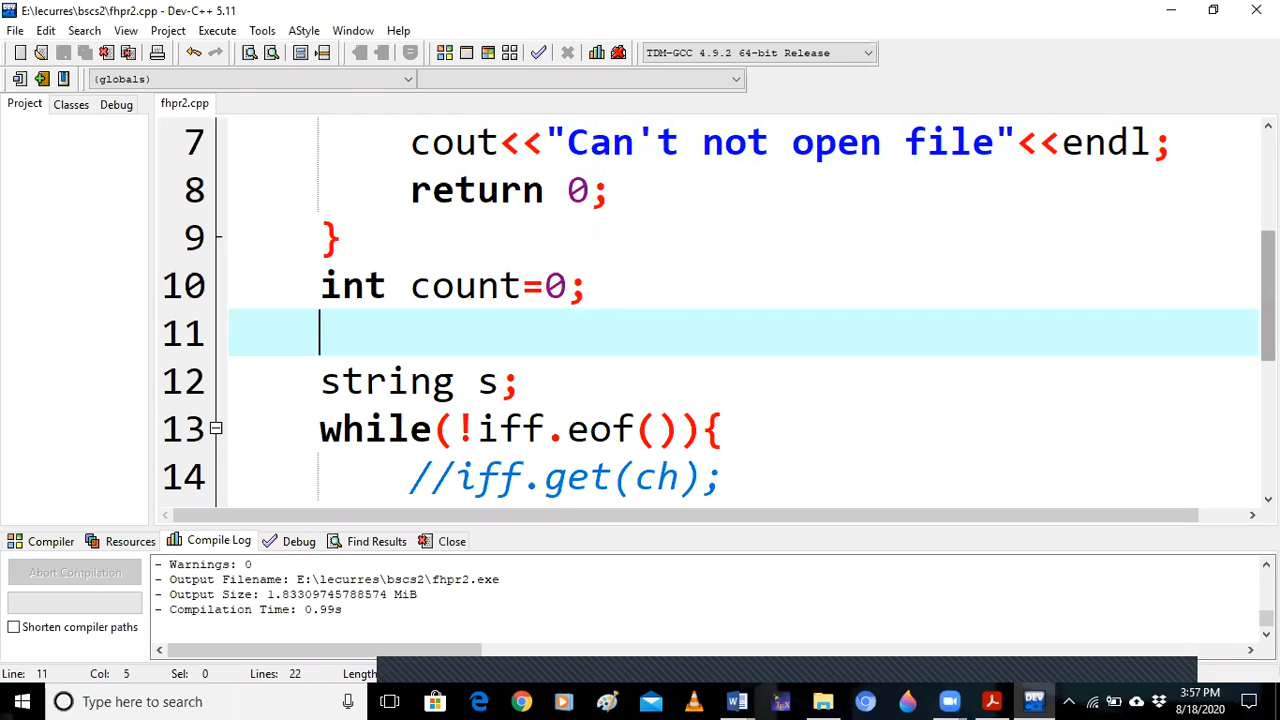 E:\lecurres\bscs2\fhpr2.cpp - Dev-C++ 5.11
File Edit Search View Project Execute Tools AStyle Window Help
TDM-GCC 4.9.2 64-bit Release
(globals)
Project Classes Debug fhpr2.cpp
7 cout<<"Can't not open file"<<endl;
8 return 0;
9 }
10 int count=0;
11
12 string s;
13 while(!iff.eof()){
14 //iff.get(ch);
Compiler Resources Compile Log Debug Find Results Close
Abort Compilation
Shorten compiler paths
- Warnings: 0
- Output Filename: E:\lecurres\bscs2\fhpr2.exe
- Output Size: 1.83309745788574 MiB
- Compilation Time: 0.99s
Line: 11 Col: 5 Sel: 0 Lines: 22 Length
Type here to search
DEV
3:57 PM
8/18/2020